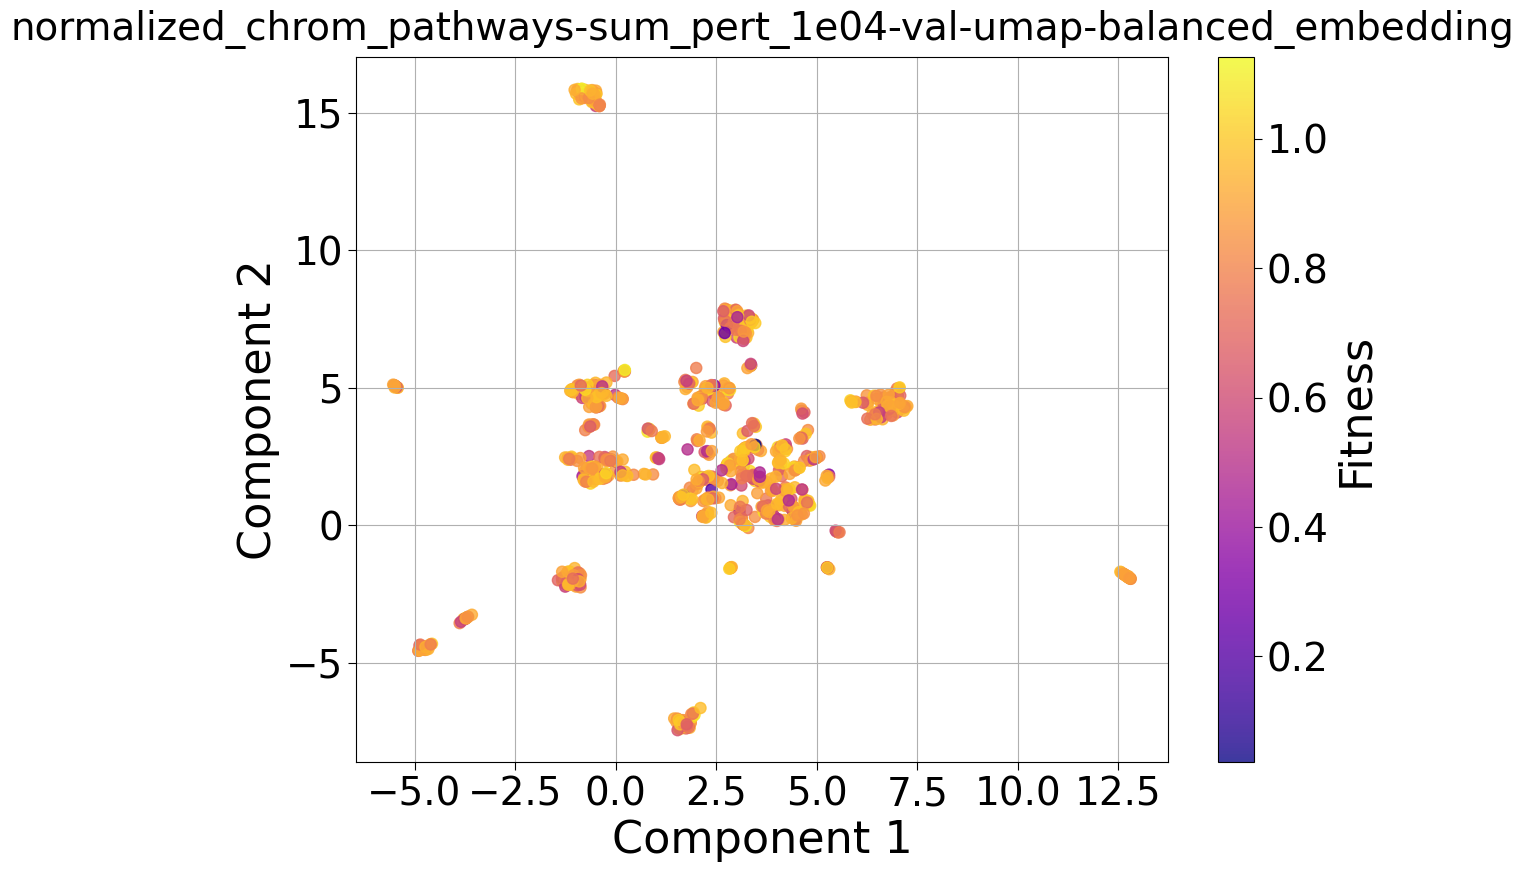 normalized_chrom_pathways-sum_pert_1e04-val-umap-balanced_embedding
15
10
5
0
−5
Component 2
−5.0 −2.5 0.0 2.5 5.0 7.5 10.0 12.5
Component 1
1.0
0.8
0.6
0.4
0.2
Fitness